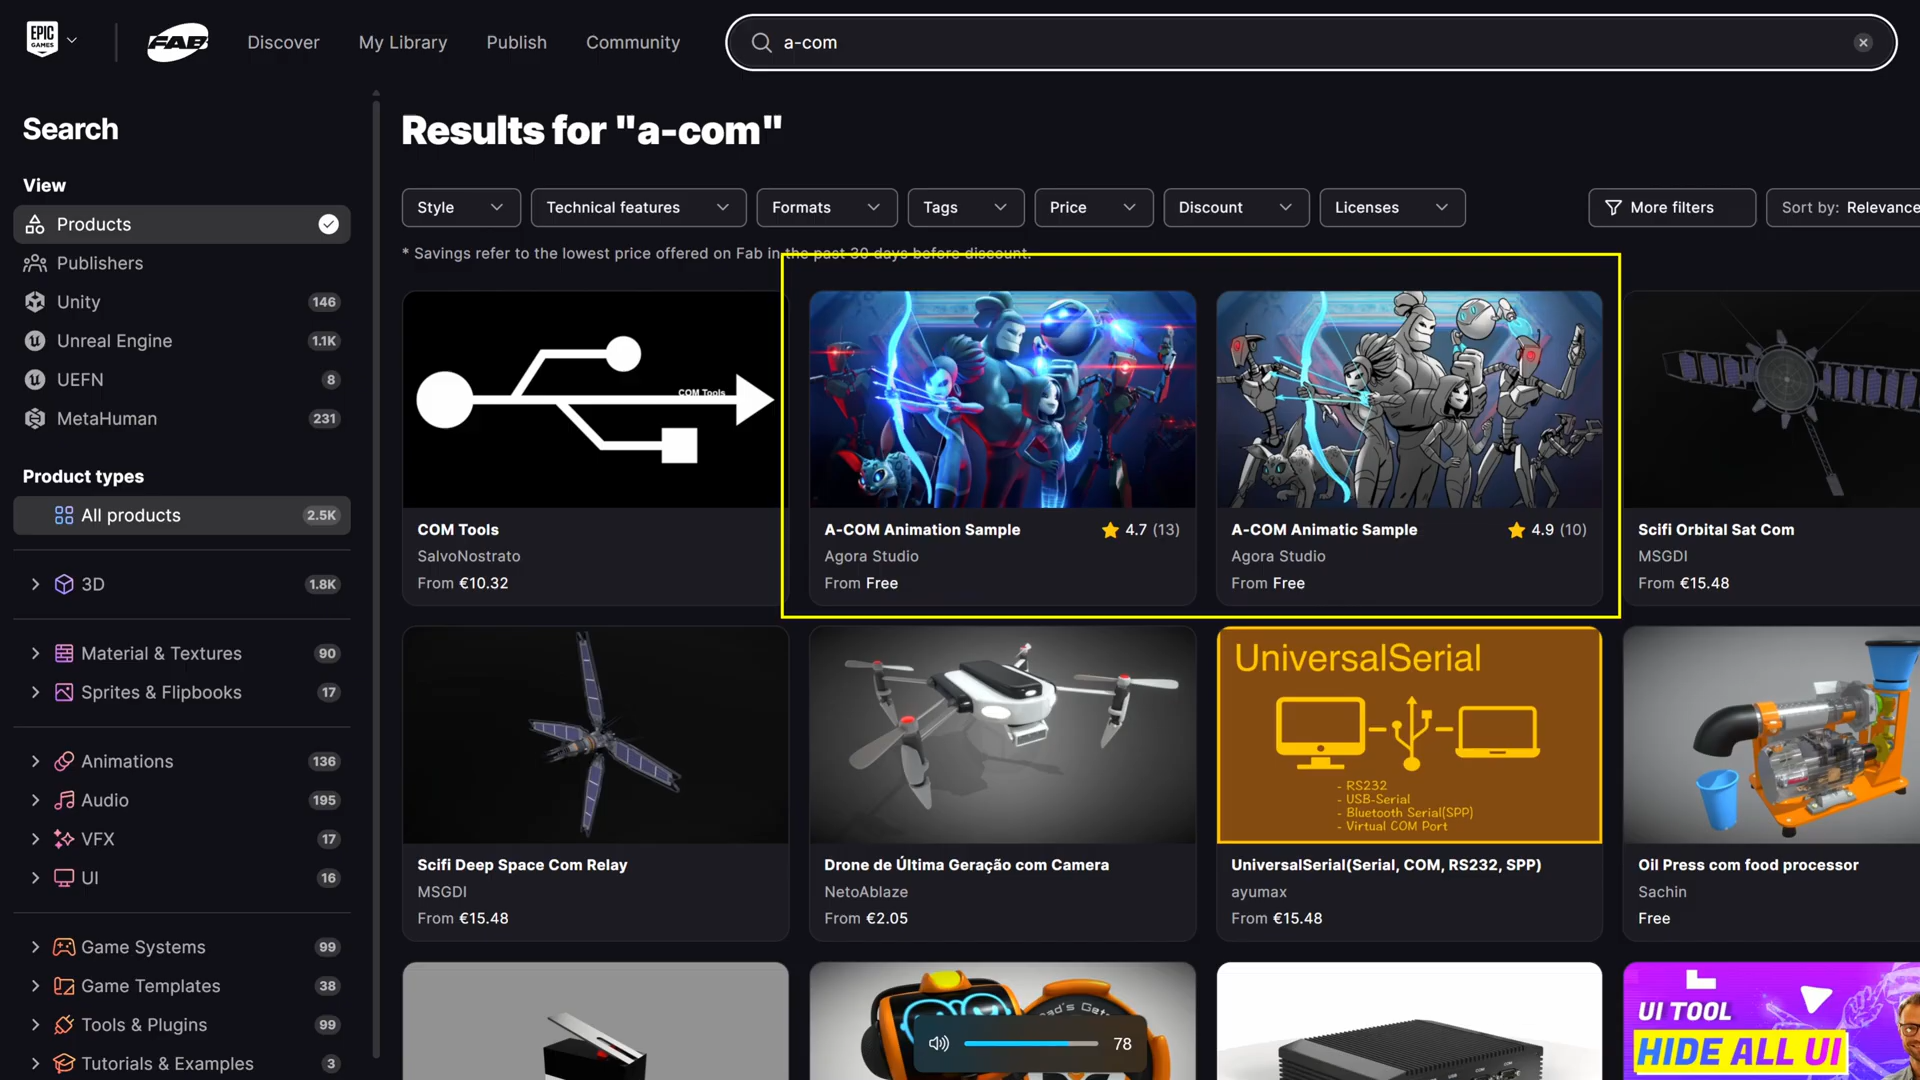 EPIC
GAMES
FAB
Discover
My Library
Publish
Community
a-com
Search
View
Products
Publishers
Unity
146
Unreal Engine
1.1K
UEFN
8
MetaHuman
231
Product types
All products
2.5K
3D
1.8K
Material & Textures
90
Sprites & Flipbooks
17
Animations
136
Audio
195
VFX
17
UI
16
Game Systems
99
Game Templates
38
Tools & Plugins
99
Tutorials & Examples
3
Results for "a-com"
Style
Technical features
Formats
Tags
Price
Discount
Licenses
More filters
Sort by: Relevance
* Savings refer to the lowest price offered on Fab in the past 30 days before discount.
COM Tools
COM Tools
SalvoNostrato
From €10.32
A-COM Animation Sample
4.7 (13)
Agora Studio
From Free
A-COM Animatic Sample
4.9 (10)
Agora Studio
From Free
Scifi Orbital Sat Com
MSGDI
From €15.48
Scifi Deep Space Com Relay
MSGDI
From €15.48
Drone de Última Geração com Camera
NetoAblaze
From €2.05
UniversalSerial
- RS232
- USB-Serial
- Bluetooth Serial(SPP)
- Virtual COM Port
UniversalSerial(Serial, COM, RS232, SPP)
ayumax
From €15.48
Oil Press com food processor
Sachin
Free
78
UI TOOL
HIDE ALL UI